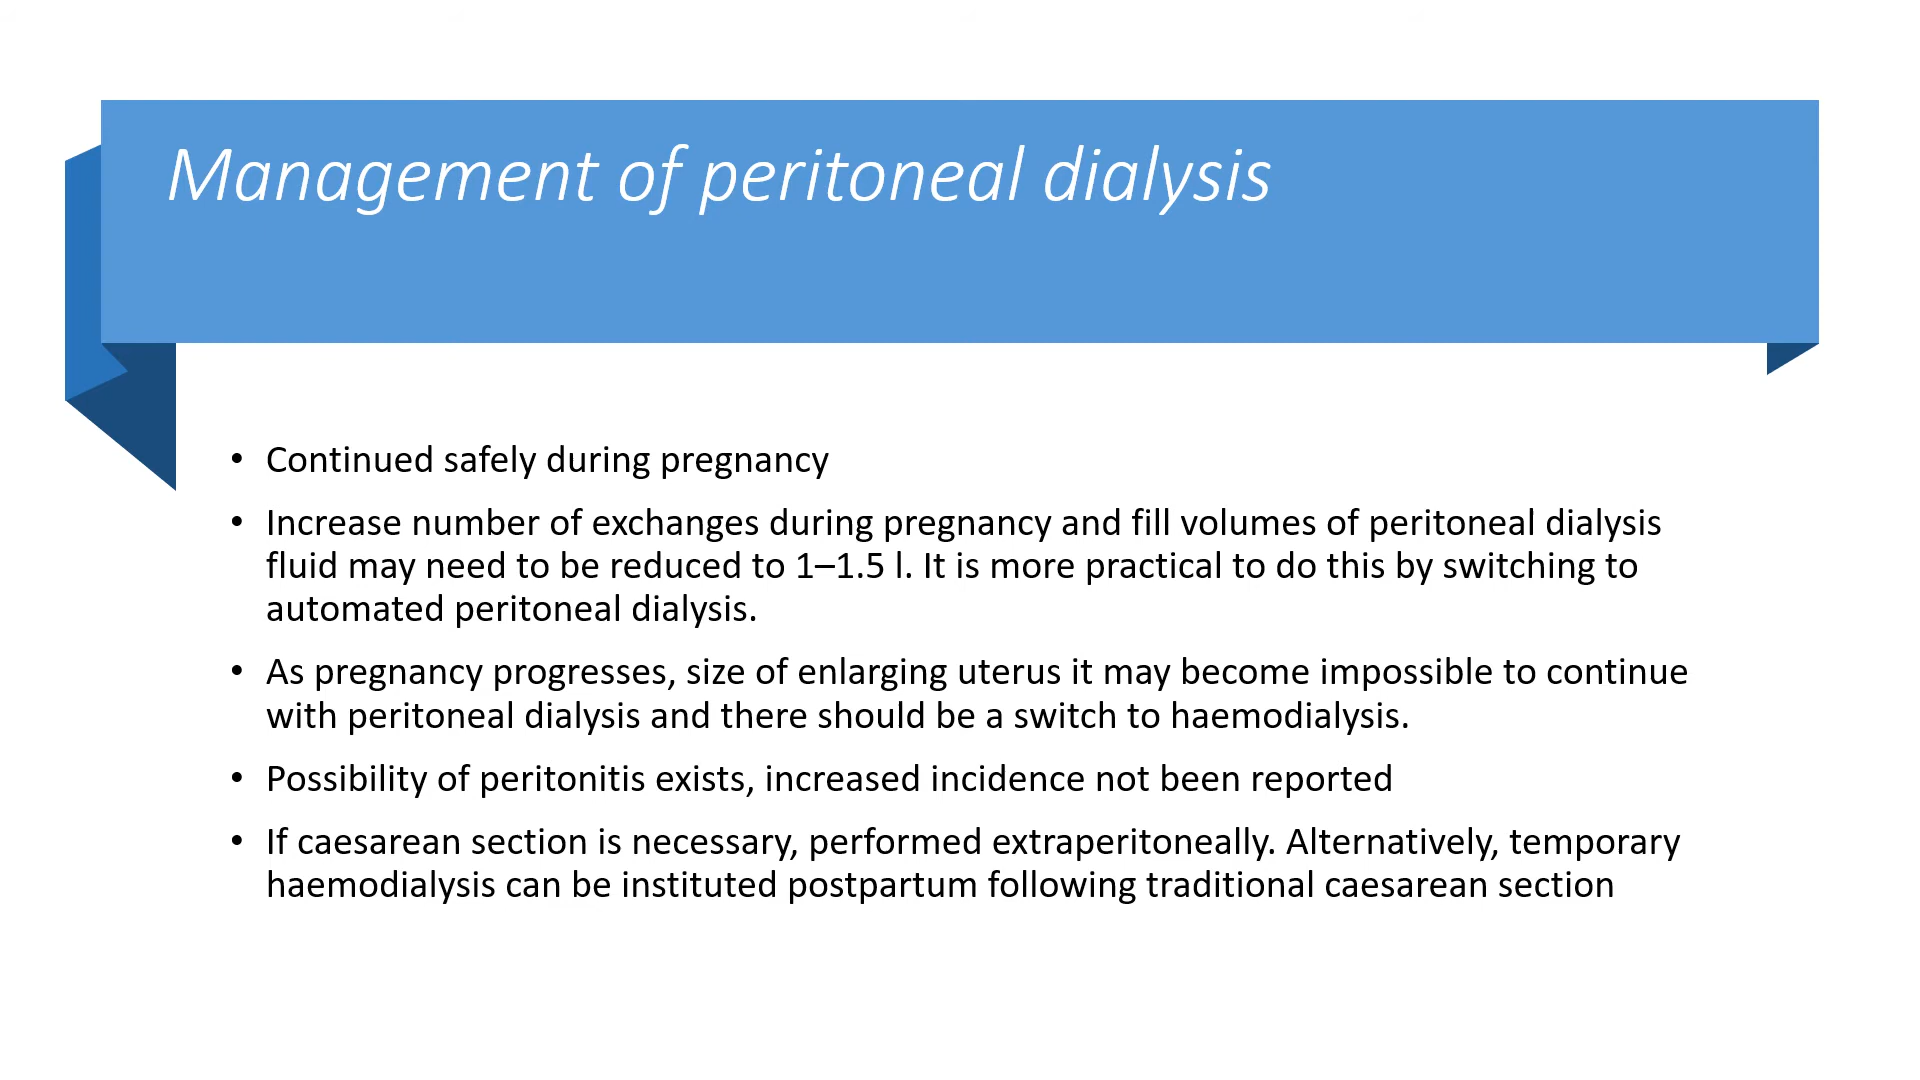 Management of peritoneal dialysis
• Continued safely during pregnancy
• Increase number of exchanges during pregnancy and fill volumes of peritoneal dialysis
fluid may need to be reduced to 1–1.5 l. It is more practical to do this by switching to
automated peritoneal dialysis.
• As pregnancy progresses, size of enlarging uterus it may become impossible to continue
with peritoneal dialysis and there should be a switch to haemodialysis.
• Possibility of peritonitis exists, increased incidence not been reported
• If caesarean section is necessary, performed extraperitoneally. Alternatively, temporary
haemodialysis can be instituted postpartum following traditional caesarean section